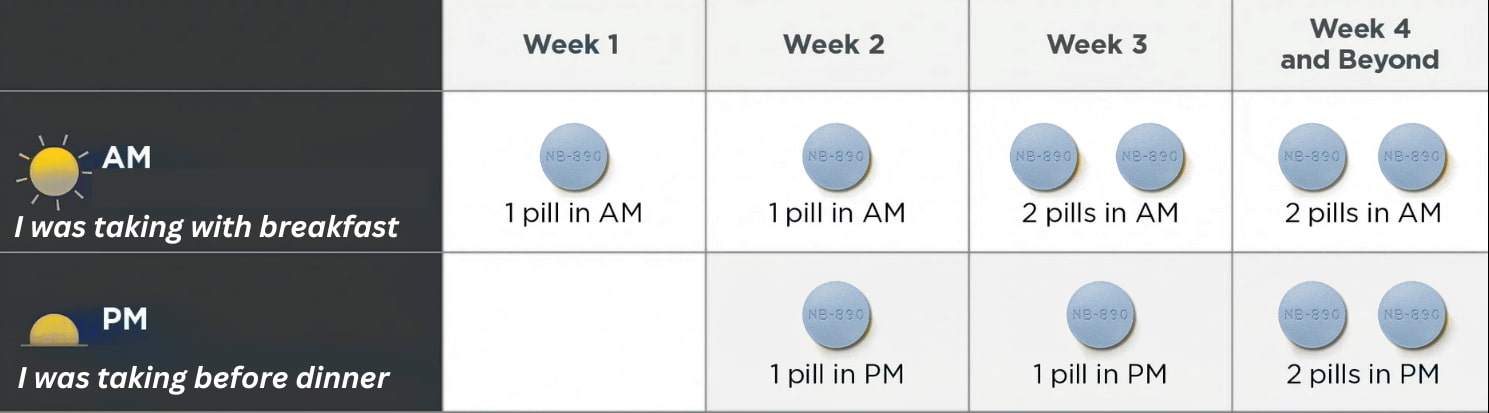 Week 1
Week 2
Week 3
Week 4
and Beyond
AM
I was taking with breakfast
NB-890
1 pill in AM
NB-890
1 pill in AM
NB-890 NB-890
2 pills in AM
NB-890 NB-890
2 pills in AM
PM
I was taking before dinner
NB-890
1 pill in PM
NB-890
1 pill in PM
NB-890 NB-890
2 pills in PM